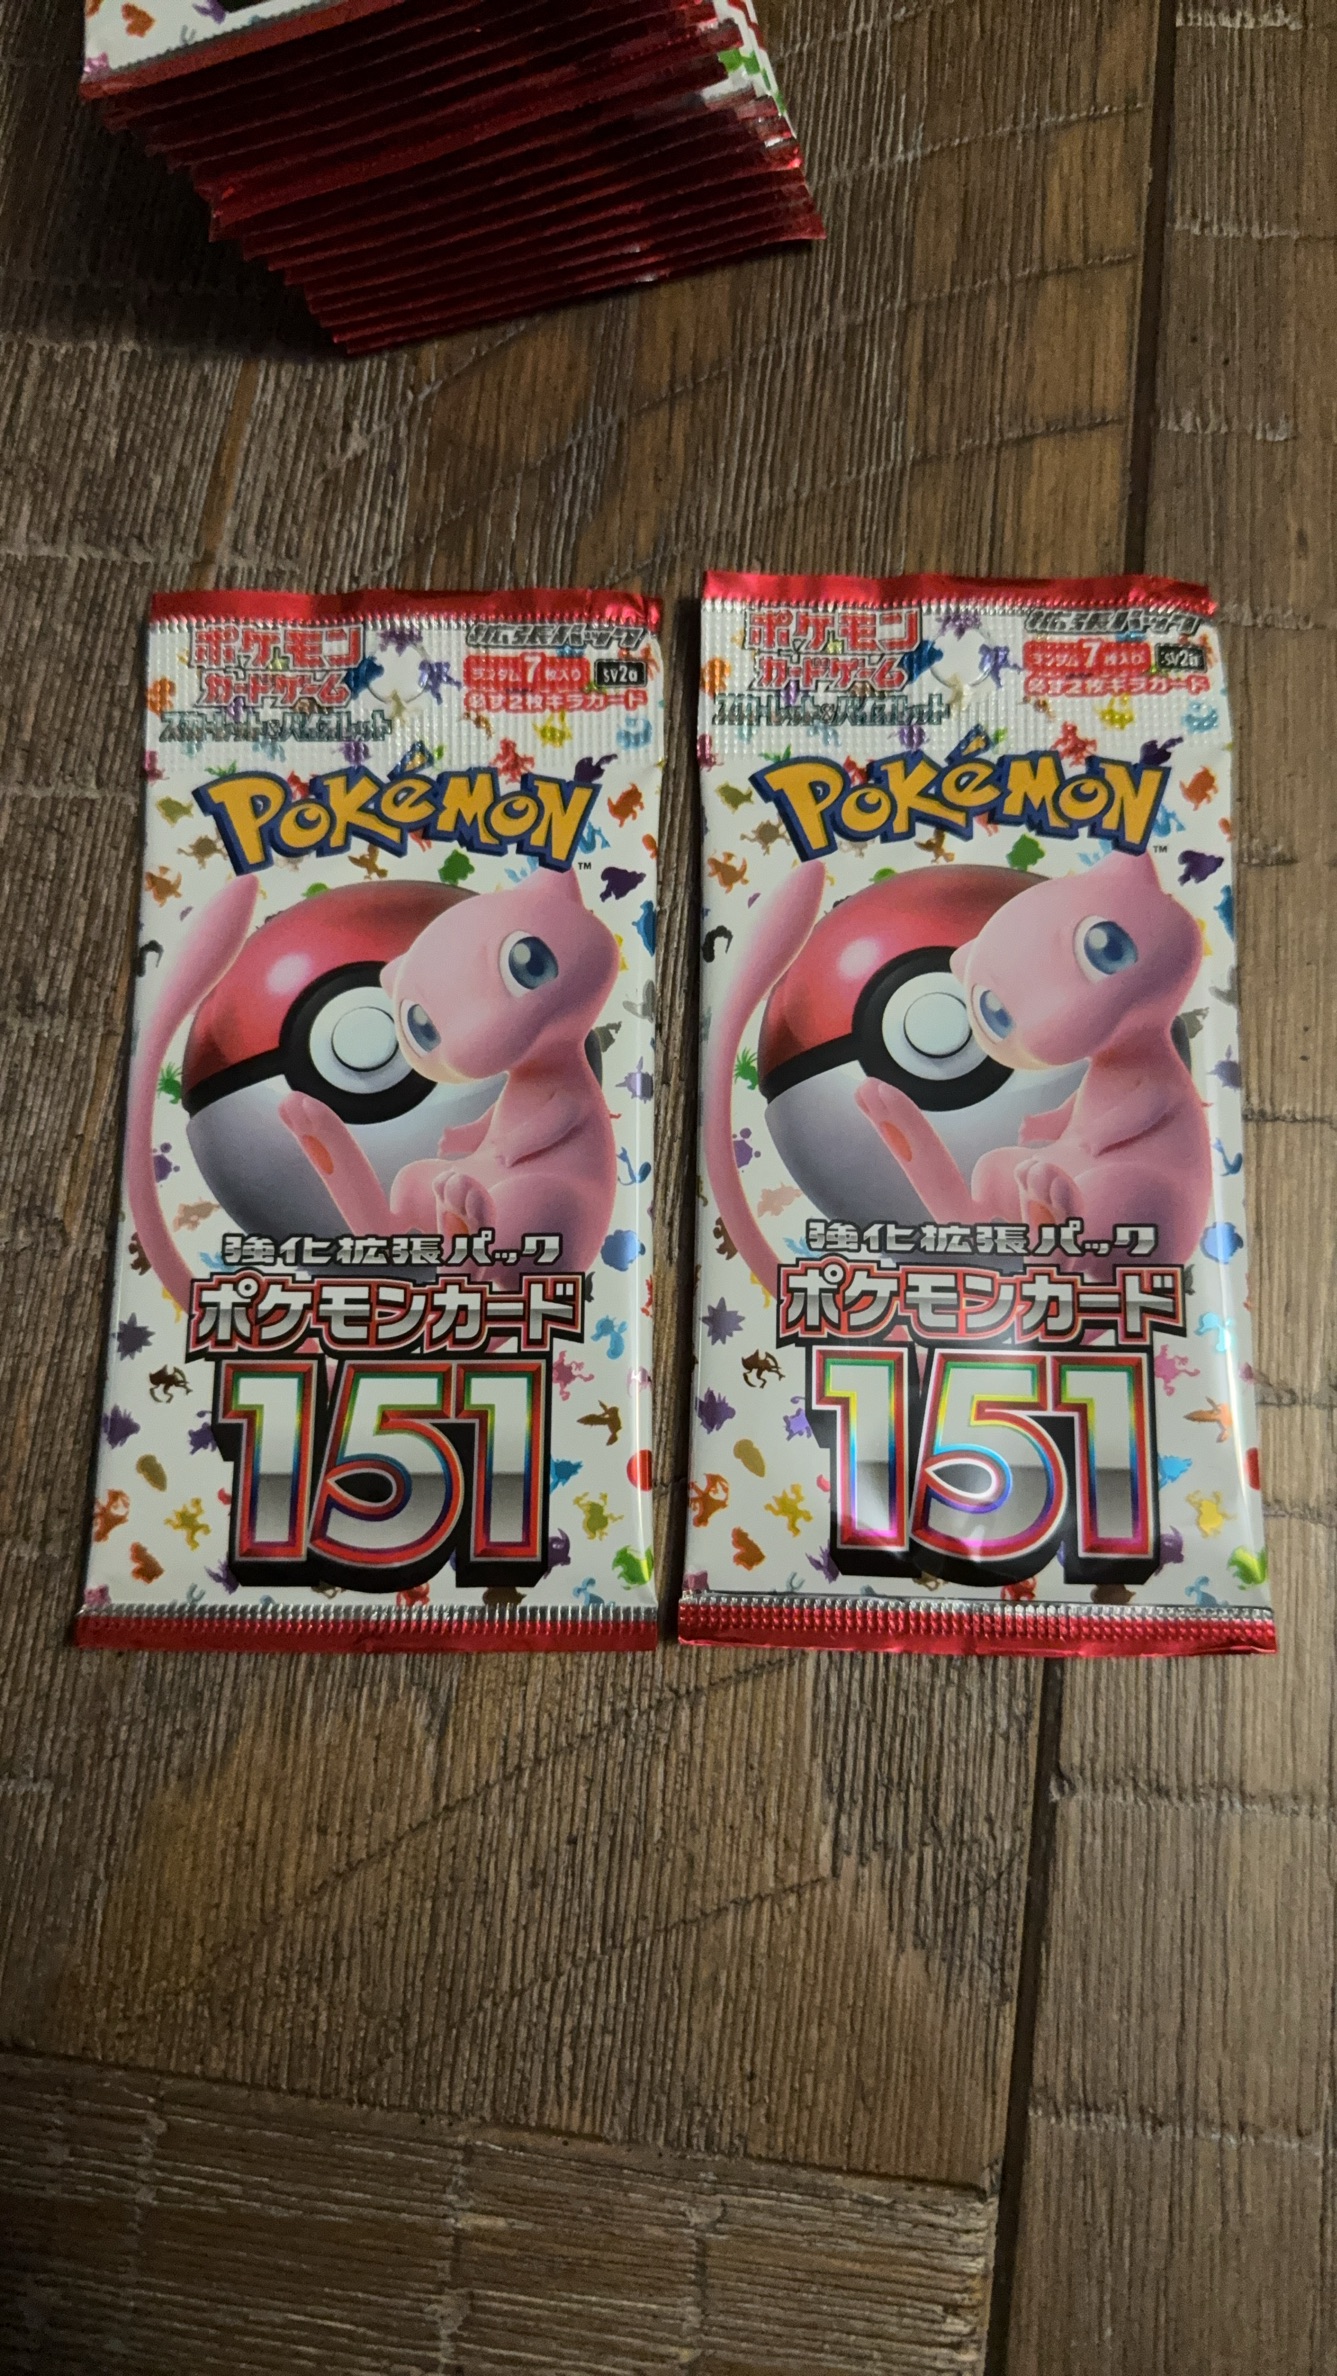 ポケモン
カードゲーム
スカーレット&バイオレット
拡張パック
ランダム7枚入り
sv2a
必ず2枚キラカード
POKéMON
TM
強化拡張パック
ポケモンカード
151
ポケモン
カードゲーム
スカーレット&バイオレット
拡張パック
ランダム7枚入り
sv2a
必ず2枚キラカード
POKéMON
TM
強化拡張パック
ポケモンカード
151